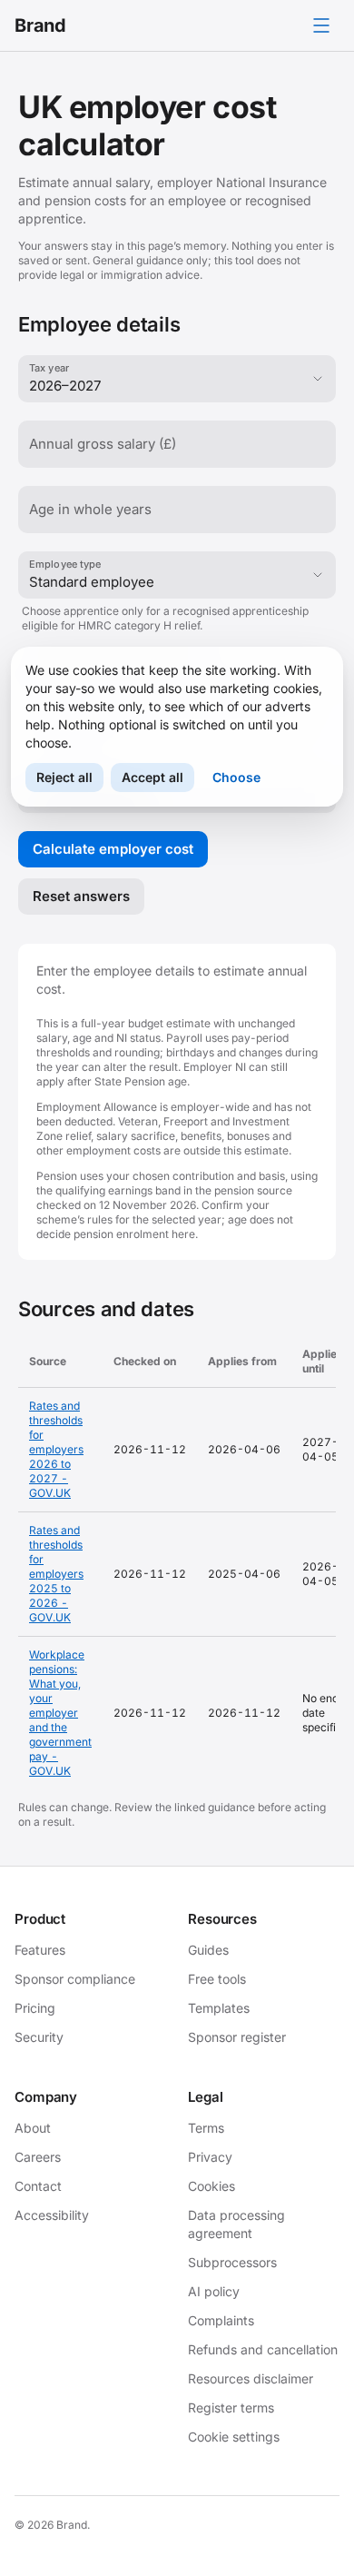 Brand
UK employer cost
calculator
Estimate annual salary, employer National Insurance
and pension costs for an employee or recognised
apprentice.
Your answers stay in this page's memory. Nothing you enter is
saved or sent. General guidance only; this tool does not
provide legal or immigration advice.
Employee details
Tax year
2026–2027
Annual gross salary (£)
Age in whole years
Employee type
Standard employee
Choose apprentice only for a recognised apprenticeship
eligible for HMRC category H relief.
We use cookies that keep the site working. With
your say-so we would also use marketing cookies,
on this website only, to see which of our adverts
help. Nothing optional is switched on until you
choose.
Reject all
Accept all
Choose
Calculate employer cost
Reset answers
Enter the employee details to estimate annual
cost.
This is a full-year budget estimate with unchanged
salary, age and NI status. Payroll uses pay-period
thresholds and rounding; birthdays and changes during
the year can alter the result. Employer NI can still
apply after State Pension age.
Employment Allowance is employer-wide and has not
been deducted. Veteran, Freeport and Investment
Zone relief, salary sacrifice, benefits, bonuses and
other employment costs are outside this estimate.
Pension uses your chosen contribution and basis, using
the qualifying earnings band in the pension source
checked on 12 November 2026. Confirm your
scheme's rules for the selected year; age does not
decide pension enrolment here.
Sources and dates
Source
Checked on
Applies from
Applie
until
Rates and
thresholds
for
employers
2026 to
2027 -
GOV.UK
2026-11-12
2026-04-06
2027-
04-05
Rates and
thresholds
for
employers
2025 to
2026 -
GOV.UK
2026-11-12
2025-04-06
2026-
04-05
Workplace
pensions:
What you,
your
employer
and the
government
pay -
GOV.UK
2026-11-12
2026-11-12
No end
date
specifi
Rules can change. Review the linked guidance before acting
on a result.
Product
Features
Sponsor compliance
Pricing
Security
Resources
Guides
Free tools
Templates
Sponsor register
Company
About
Careers
Contact
Accessibility
Legal
Terms
Privacy
Cookies
Data processing
agreement
Subprocessors
AI policy
Complaints
Refunds and cancellation
Resources disclaimer
Register terms
Cookie settings
© 2026 Brand.